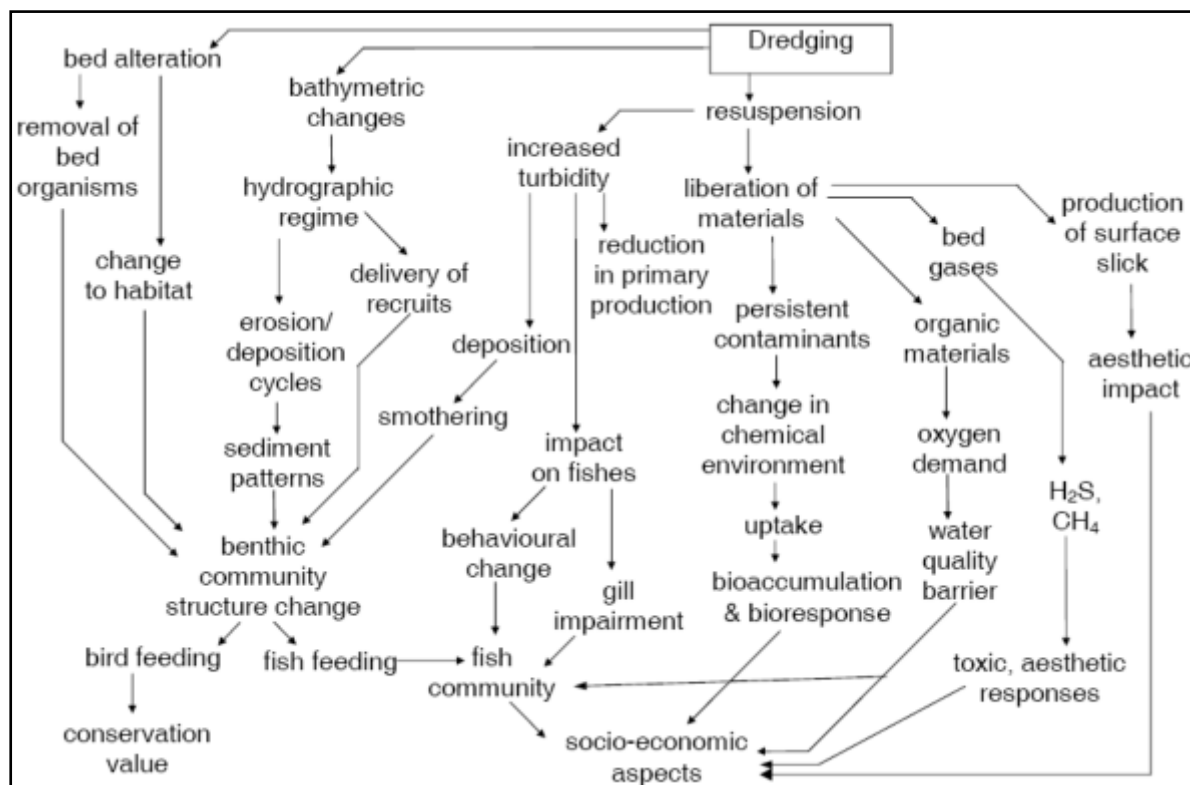 Dredging
bed alteration
bathymetric
changes
resuspension
removal of
bed
organisms
increased
turbidity
hydrographic
regime
liberation of
materials
production
of surface
slick
bed
gases
reduction
in primary
production
change
to habitat
delivery of
recruits
persistent
contaminants
organic
materials
erosion/
deposition
cycles
deposition
aesthetic
impact
smothering
change in
chemical
environment
oxygen
demand
sediment
patterns
impact
on fishes
H₂S,
CH₄
uptake
water
quality
barrier
behavioural
change
benthic
community
structure change
gill
impairment
bioaccumulation
& bioresponse
bird feeding
fish feeding
fish
community
toxic, aesthetic
responses
conservation
value
socio-economic
aspects